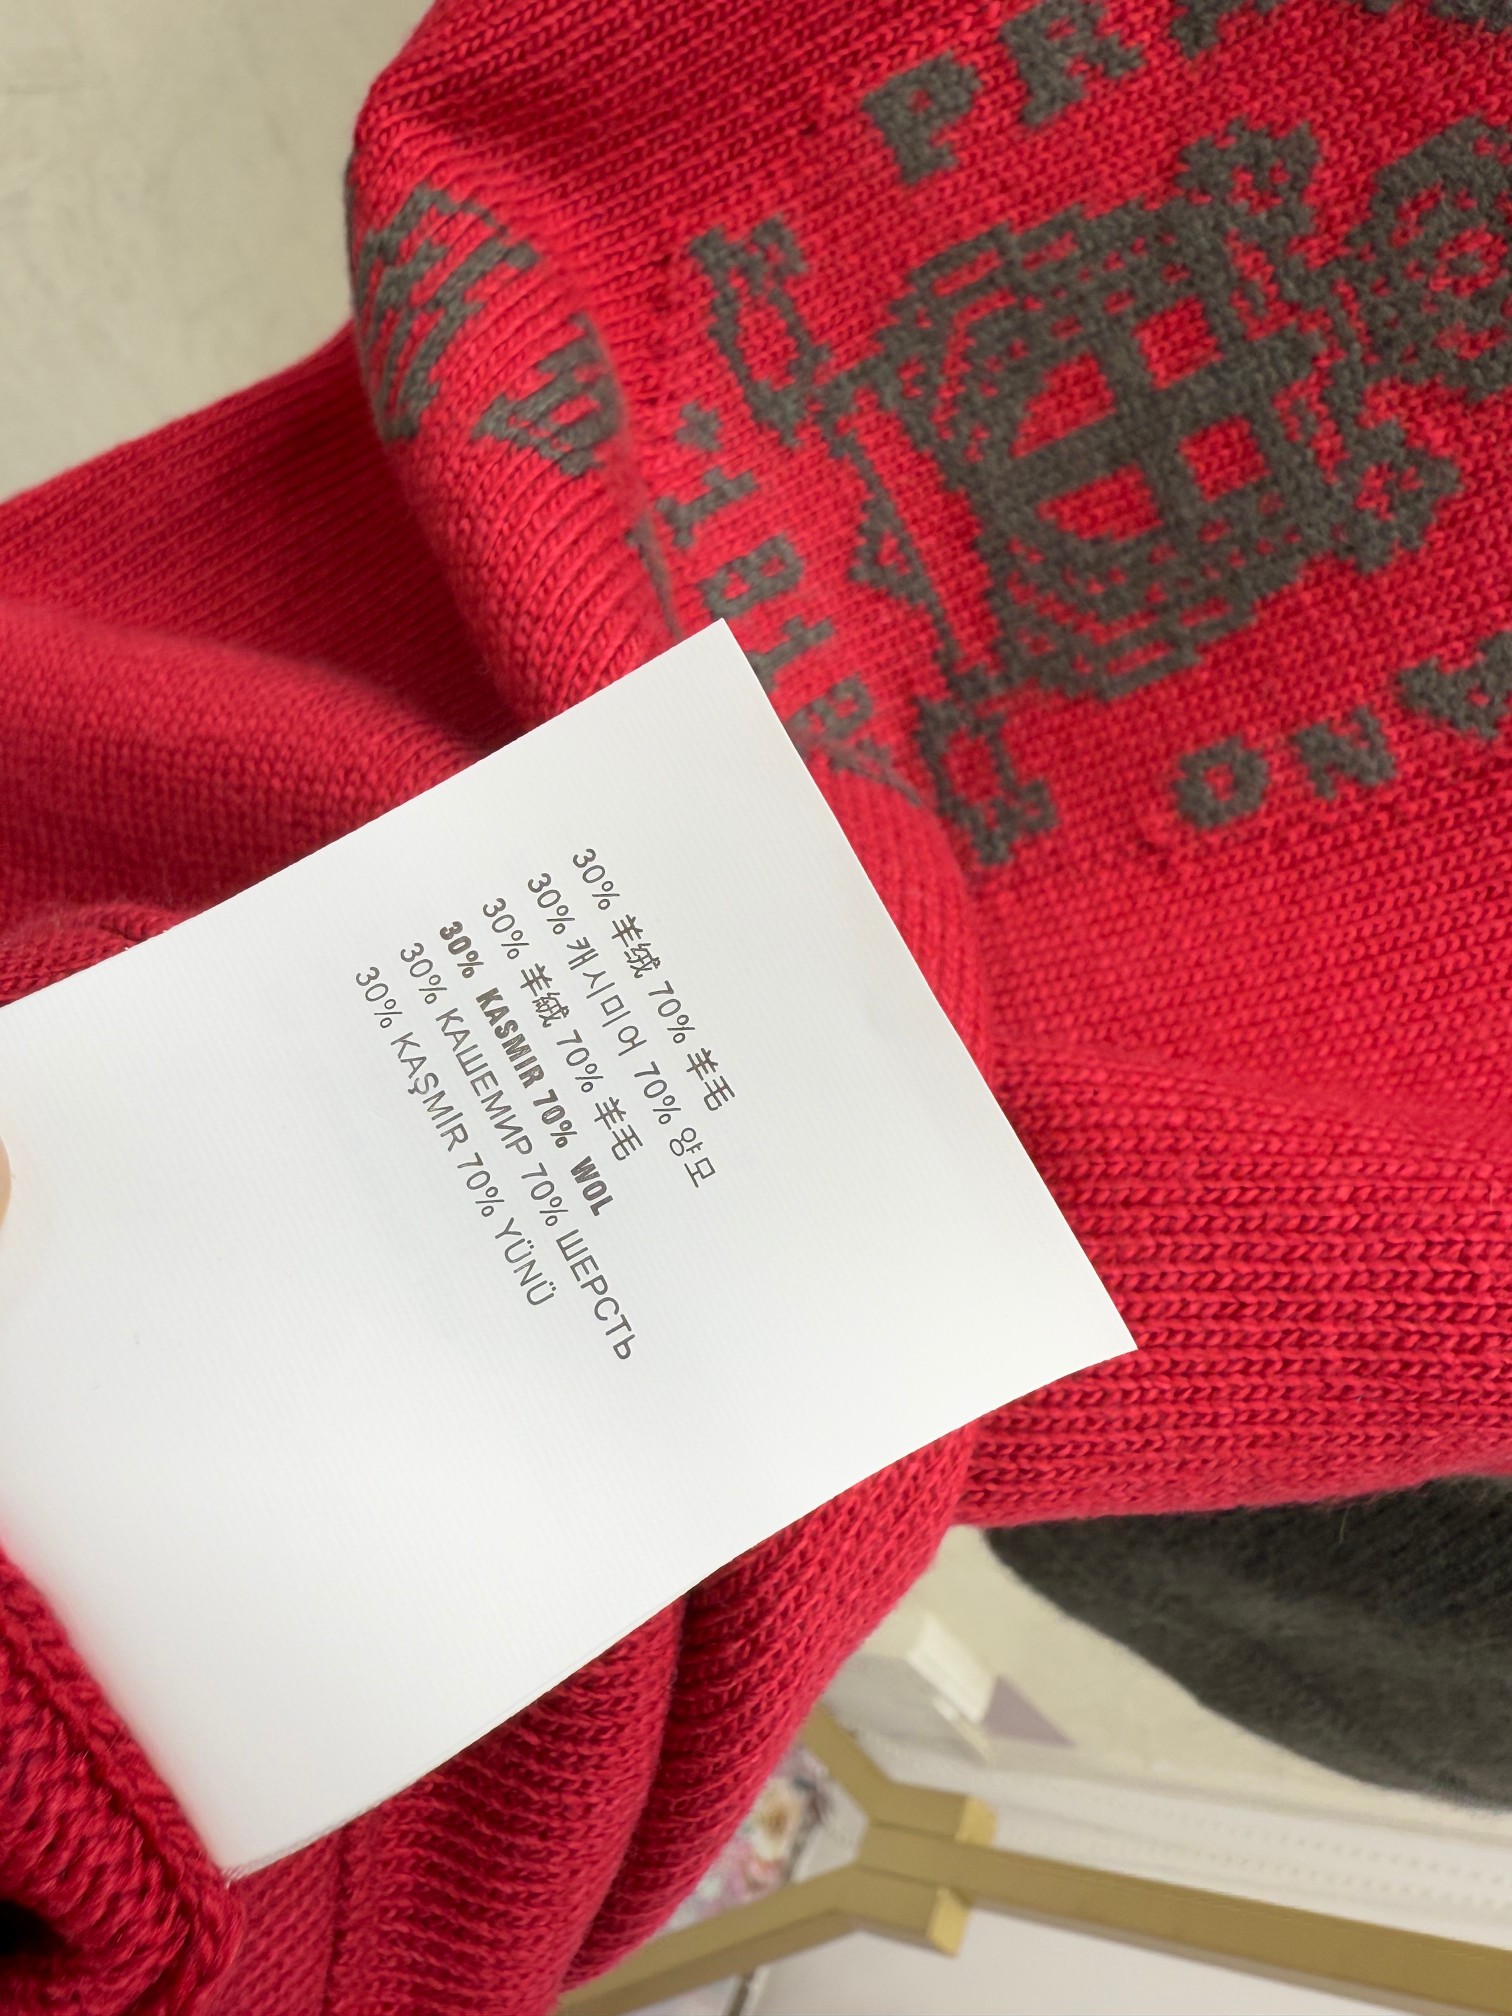 30% 羊绒 70% 羊毛
30% 캐시미어 70% 양모
30% 羊絨 70% 羊毛
30% KASMIR 70% WOL
30% КАШЕМИР 70% ШЕРСТЬ
30% KAŞMİR 70% YÜNÜ